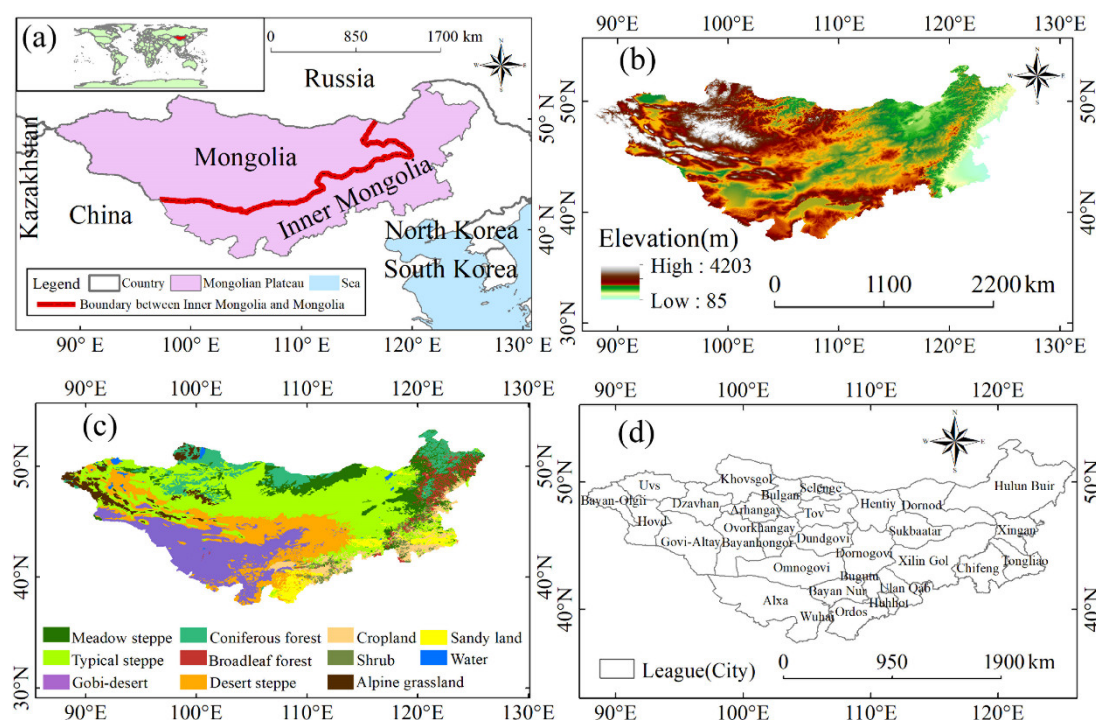 (a)
0 850 1700 km
N
W E
S
Russia
50° N
Kazakhstan
Mongolia
Inner Mongolia
China
40° N
North Korea
South Korea
Legend Country Mongolian Plateau Sea
Boundary between Inner Mongolia and Mongolia
30° N
90° E 100° E 110° E 120° E 130° E
(b)
N
W E
S
50°N
40°N
Elevation(m)
High : 4203
Low : 85
0 1100 2200 km
30°N
90° E 100° E 110° E 120° E 130° E
90°E 100°E 110°E 120°E 130°E
(c)
50°N
40°N
Meadow steppe Coniferous forest Cropland Sandy land
Typical steppe Broadleaf forest Shrub Water
Gobi-desert Desert steppe Alpine grassland
30°N
90°E 100°E 110°E 120°E 130°E
90°E 100°E 110°E 120°E
(d)
N
W E
S
50°N
Uvs
Khovsgol
Selenge
Hulun Buir
Bayan-Olgii
Dzavhan
Bulgan
Arhangay
Tov
Hentiy
Dornod
Hovd
Ovorkhangay
Sukbaatar
Xingan
Govi-Altay
Bayanhongor
Dundgovi
Dornogovi
Omnogovi
Xilin Gol
Chifeng
Tongliao
Bayan Nur
Ulan Qab
Alxa
Huhhot
Wuhai
Ordos
40°N
League(City)
0 950 1900 km
90°E 100°E 110°E 120°E